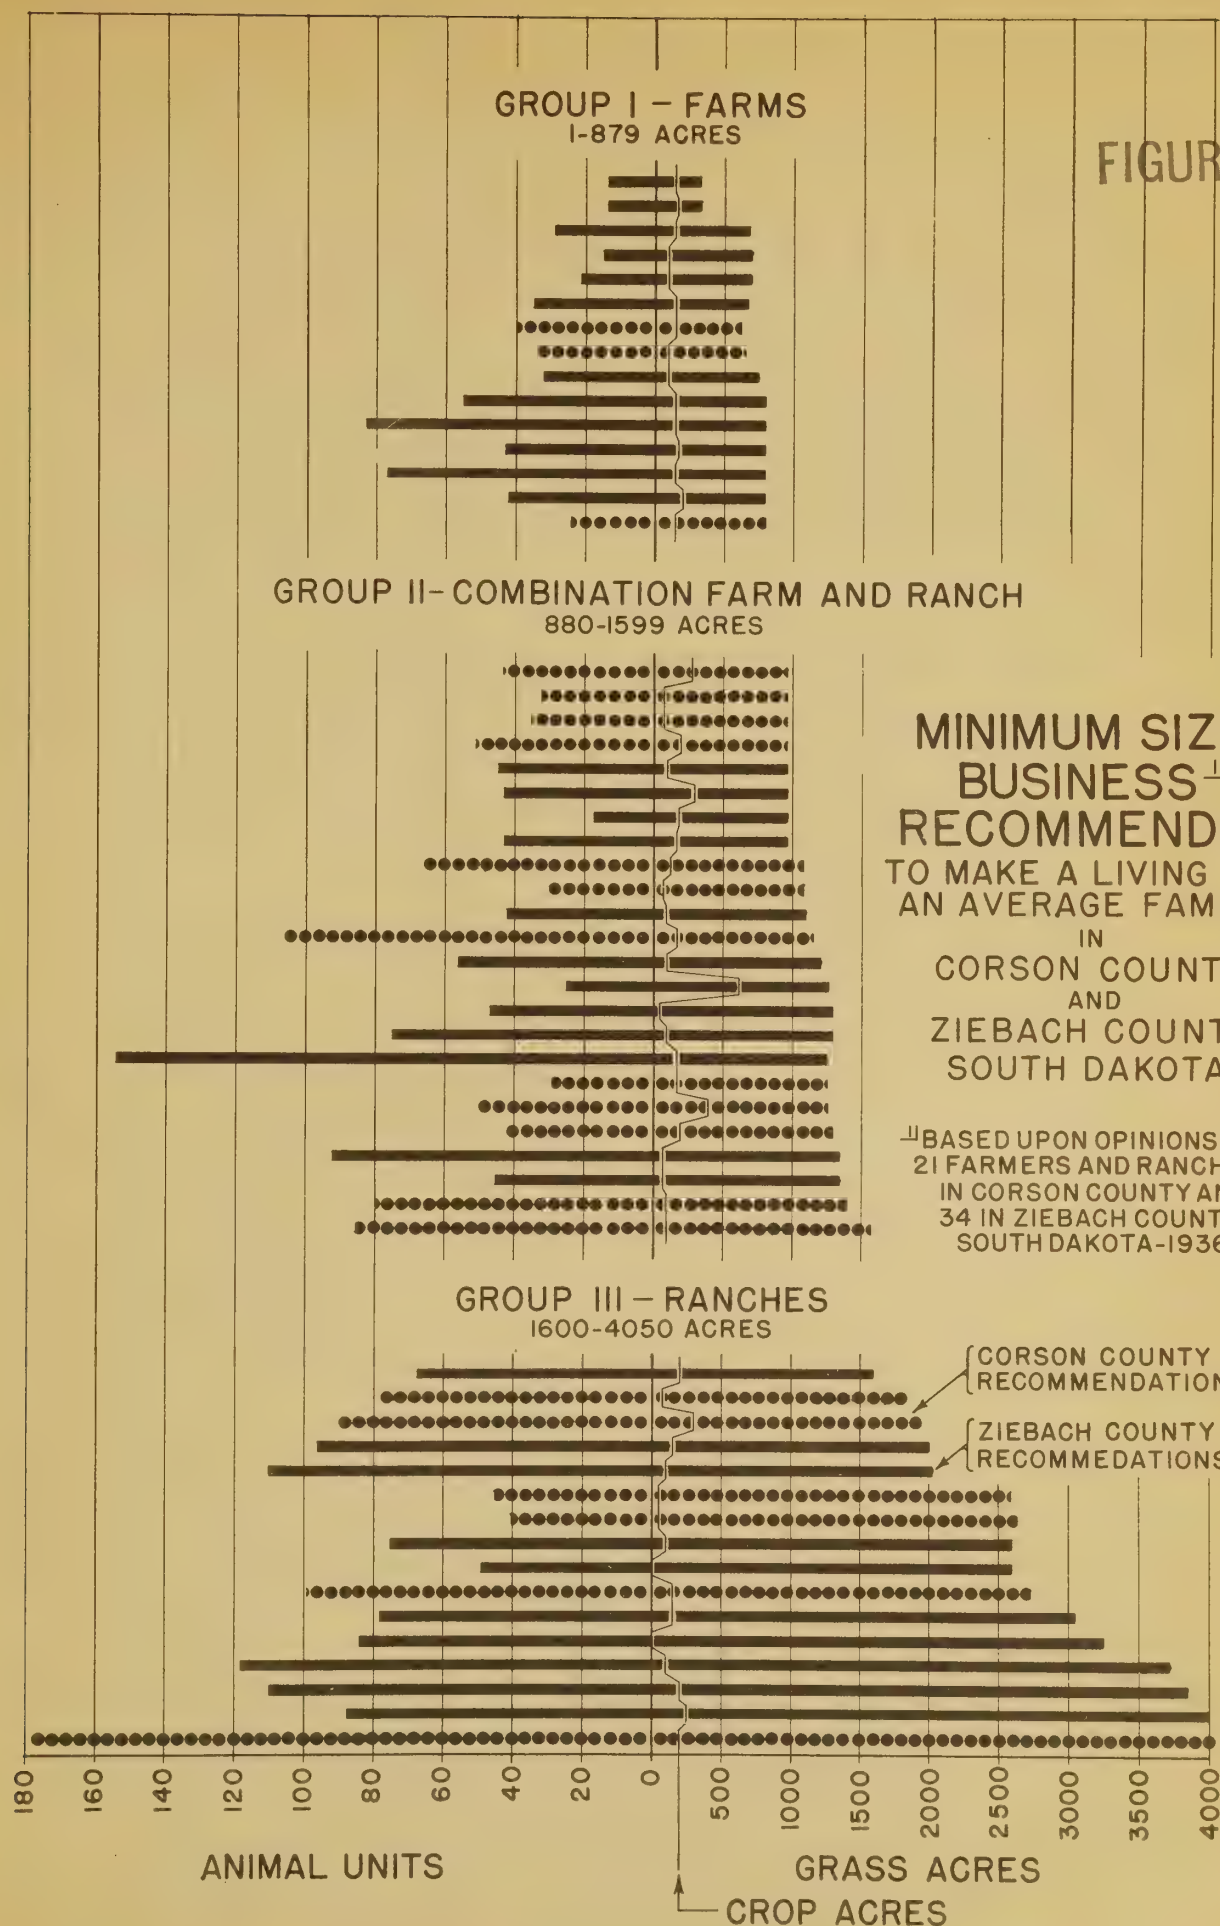 GROUP I – FARMS
1-879 ACRES
FIGUR
GROUP II – COMBINATION FARM AND RANCH
880-1599 ACRES
MINIMUM SIZ
BUSINESS 1/
RECOMMEND
TO MAKE A LIVING
AN AVERAGE FAM
IN
CORSON COUNT
AND
ZIEBACH COUNT
SOUTH DAKOTA
1/ BASED UPON OPINIONS
21 FARMERS AND RANCH
IN CORSON COUNTY AN
34 IN ZIEBACH COUNT
SOUTH DAKOTA-1936
GROUP III – RANCHES
1600-4050 ACRES
CORSON COUNTY
RECOMMENDATION
ZIEBACH COUNTY
RECOMMEDATIONS
180 160 140 120 100 80 60 40 20 0 500 1000 1500 2000 2500 3000 3500 4000
ANIMAL UNITS GRASS ACRES
CROP ACRES